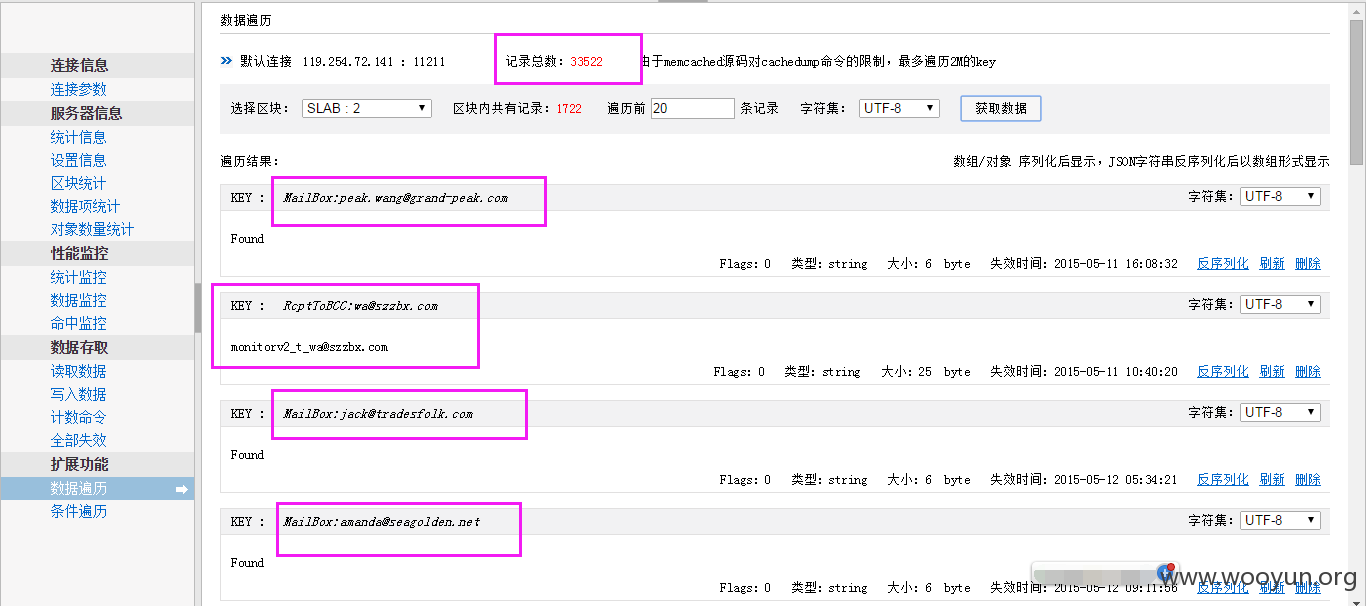 连接信息
连接参数
服务器信息
统计信息
设置信息
区块统计
数据项统计
对象数量统计
性能监控
统计监控
数据监控
命中监控
数据存取
读取数据
写入数据
计数命令
全部失效
扩展功能
数据遍历
条件遍历
数据遍历
默认连接 119.254.72.141 : 11211 记录总数：33522 由于memcached源码对cachedump命令的限制，最多遍历2M的key
选择区块： SLAB : 2 区块内共有记录：1722 遍历前 20 条记录 字符集： UTF-8 获取数据
遍历结果： 数组/对象 序列化后显示，JSON字符串反序列化后以数组形式显示
KEY : MailBox:peak.wang@grand-peak.com 字符集： UTF-8
Found
Flags: 0 类型: string 大小: 6 byte 失效时间: 2015-05-11 16:08:32 反序列化 刷新 删除
KEY : RcptToBCC:wa@szzbx.com 字符集： UTF-8
monitorv2_t_wa@szzbx.com
Flags: 0 类型: string 大小: 25 byte 失效时间: 2015-05-11 10:40:20 反序列化 刷新 删除
KEY : MailBox:jack@tradesfolk.com 字符集： UTF-8
Found
Flags: 0 类型: string 大小: 6 byte 失效时间: 2015-05-12 05:34:21 反序列化 刷新 删除
KEY : MailBox:amanda@seagolden.net 字符集： UTF-8
Found
Flags: 0 类型: string 大小: 6 byte 失效时间: 2015-05-12 09:11:56 反序列化 刷新 删除
www.wooyun.org